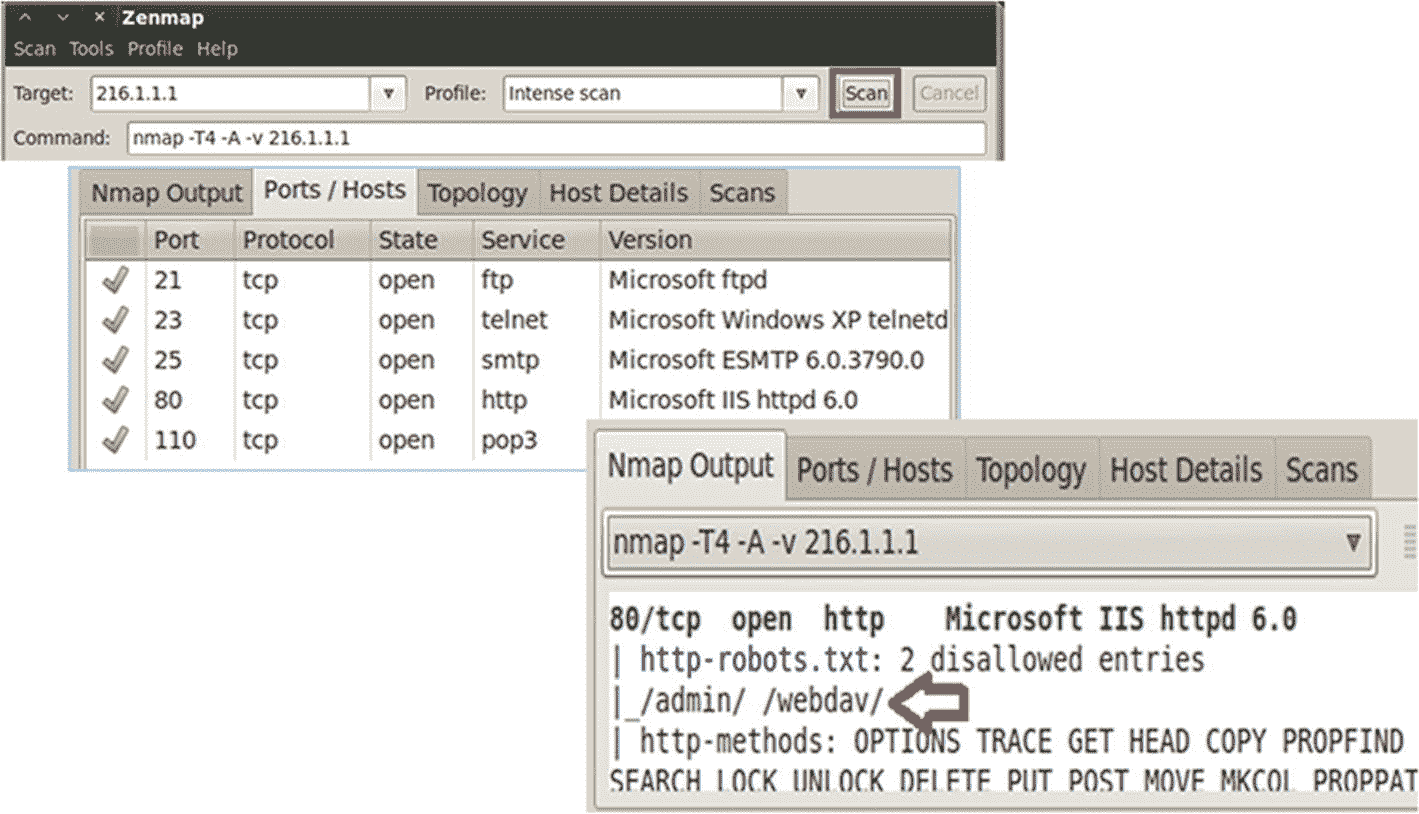 Zenmap
Scan Tools Profile Help
Target: 216.1.1.1 Profile: Intense scan Scan Cancel
Command: nmap -T4 -A -v 216.1.1.1
Nmap Output Ports / Hosts Topology Host Details Scans
Port Protocol State Service Version
21 tcp open ftp Microsoft ftpd
23 tcp open telnet Microsoft Windows XP telnetd
25 tcp open smtp Microsoft ESMTP 6.0.3790.0
80 tcp open http Microsoft IIS httpd 6.0
110 tcp open pop3
Nmap Output Ports / Hosts Topology Host Details Scans
nmap -T4 -A -v 216.1.1.1
80/tcp open http Microsoft IIS httpd 6.0
| http-robots.txt: 2 disallowed entries
|_/admin/ /webdav/
| http-methods: OPTIONS TRACE GET HEAD COPY PROPFIND
SEARCH LOCK UNLOCK DELETE PUT POST MOVE MKCOL PROPPAT